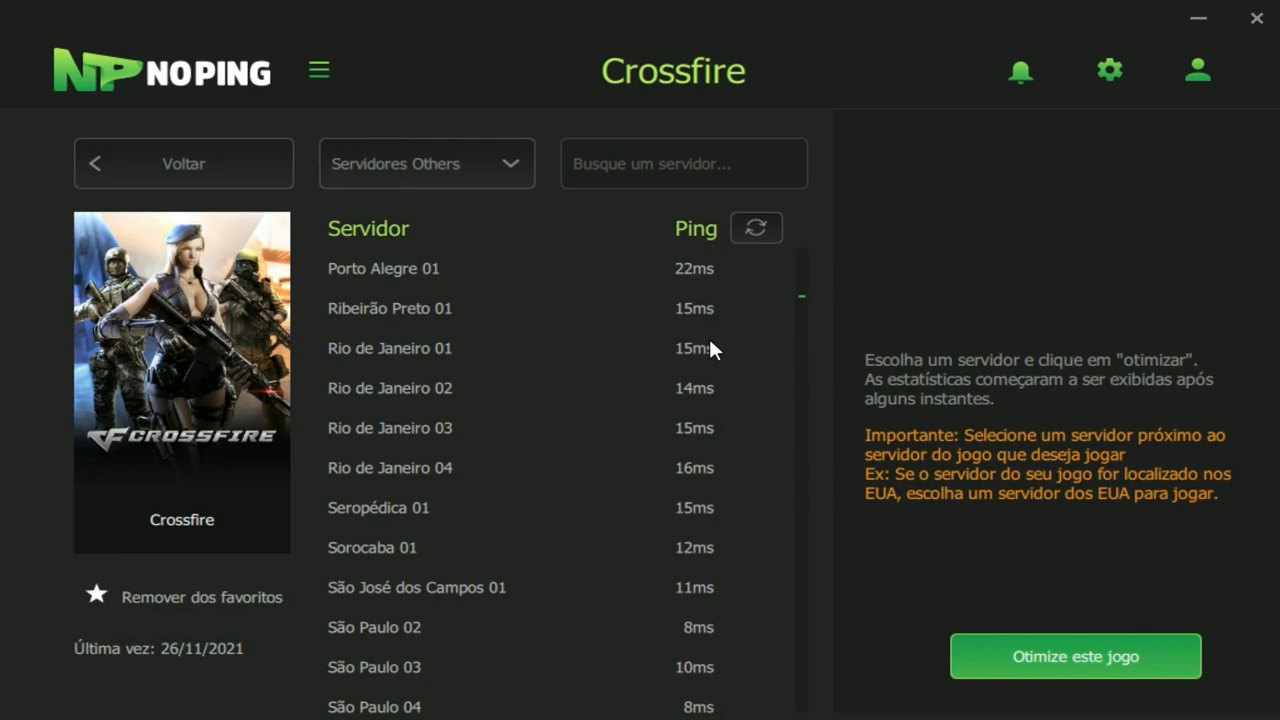 NP NOPING
Crossfire
Voltar
Servidores Others
Busque um servidor...
Servidor Ping
Porto Alegre 01 22ms
Ribeirão Preto 01 15ms
Rio de Janeiro 01 15ms
Rio de Janeiro 02 14ms
Rio de Janeiro 03 15ms
Rio de Janeiro 04 16ms
Seropédica 01 15ms
Sorocaba 01 12ms
São José dos Campos 01 11ms
São Paulo 02 8ms
São Paulo 03 10ms
São Paulo 04 8ms
CF CROSSFIRE
Crossfire
Remover dos favoritos
Última vez: 26/11/2021
Escolha um servidor e clique em "otimizar".
As estatísticas começaram a ser exibidas após
alguns instantes.
Importante: Selecione um servidor próximo ao
servidor do jogo que deseja jogar
Ex: Se o servidor do seu jogo for localizado nos
EUA, escolha um servidor dos EUA para jogar.
Otimize este jogo